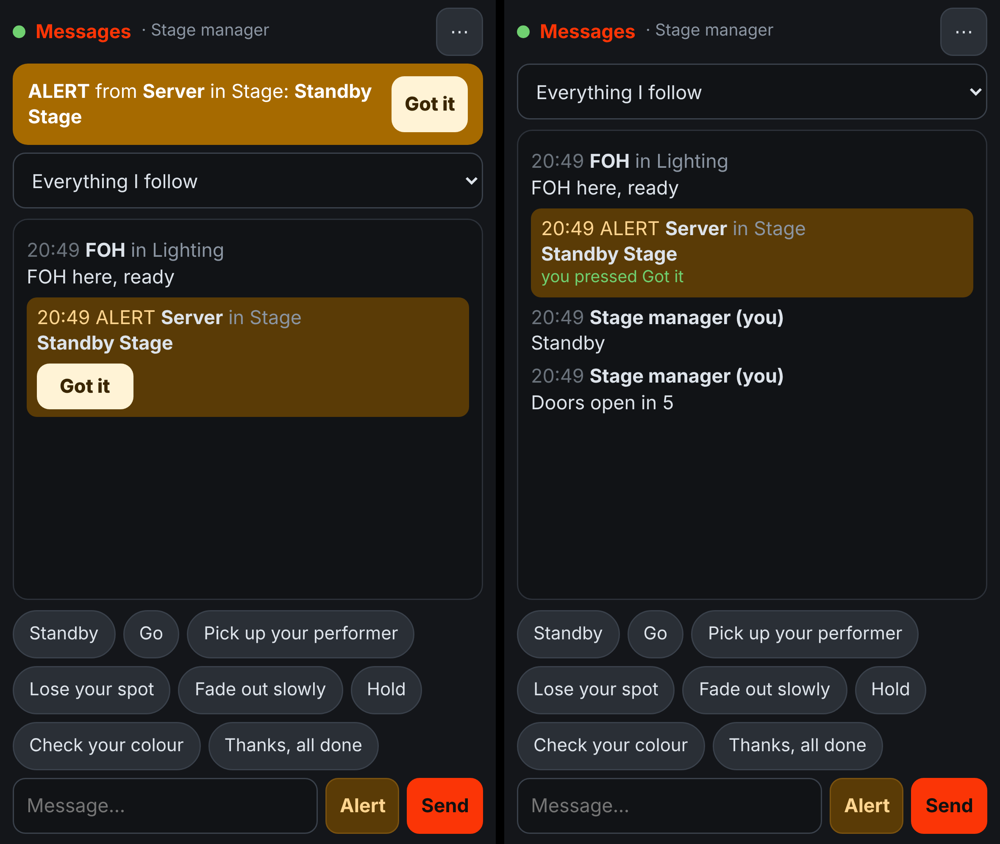 Messages · Stage manager
...
ALERT from Server in Stage: Standby
Stage
Got it
Everything I follow
20:49 FOH in Lighting
FOH here, ready
20:49 ALERT Server in Stage
Standby Stage
Got it
Standby
Go
Pick up your performer
Lose your spot
Fade out slowly
Hold
Check your colour
Thanks, all done
Message...
Alert
Send
Messages · Stage manager
...
Everything I follow
20:49 FOH in Lighting
FOH here, ready
20:49 ALERT Server in Stage
Standby Stage
you pressed Got it
20:49 Stage manager (you)
Standby
20:49 Stage manager (you)
Doors open in 5
Standby
Go
Pick up your performer
Lose your spot
Fade out slowly
Hold
Check your colour
Thanks, all done
Message...
Alert
Send